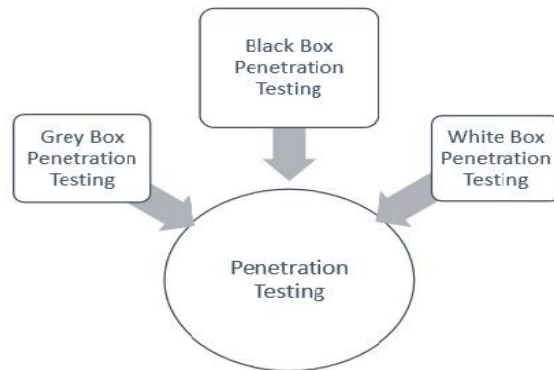 Black Box
Penetration
Testing
Grey Box
Penetration
Testing
White Box
Penetration
Testing
Penetration
Testing